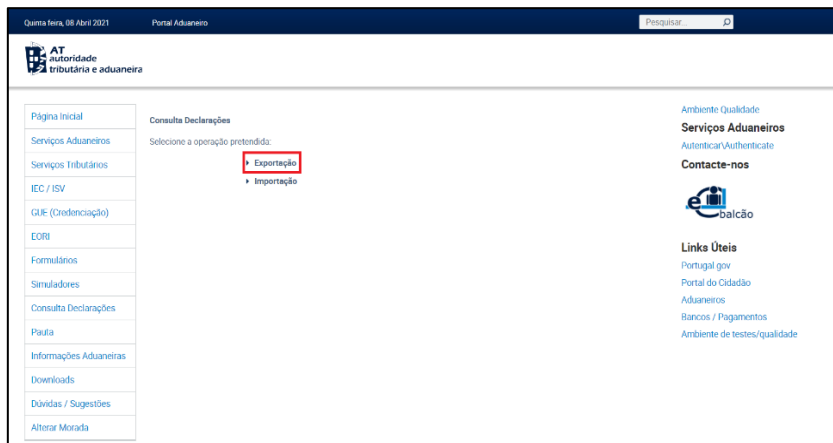 Quinta feira, 08 Abril 2021
Portal Aduaneiro
Pesquisar...
AT
autoridade
tributária e aduaneira
Página Inicial
Serviços Aduaneiros
Serviços Tributários
IEC / ISV
GUE (Credenciação)
EORI
Formulários
Simuladores
Consulta Declarações
Pauta
Informações Aduaneiras
Downloads
Dúvidas / Sugestões
Alterar Morada
Consulta Declarações
Selecione a operação pretendida:
Exportação
Importação
Ambiente Qualidade
Serviços Aduaneiros
Autenticar\Authenticate
Contacte-nos
e balcão
Links Úteis
Portugal gov
Portal do Cidadão
Aduaneiros
Bancos / Pagamentos
Ambiente de testes/qualidade